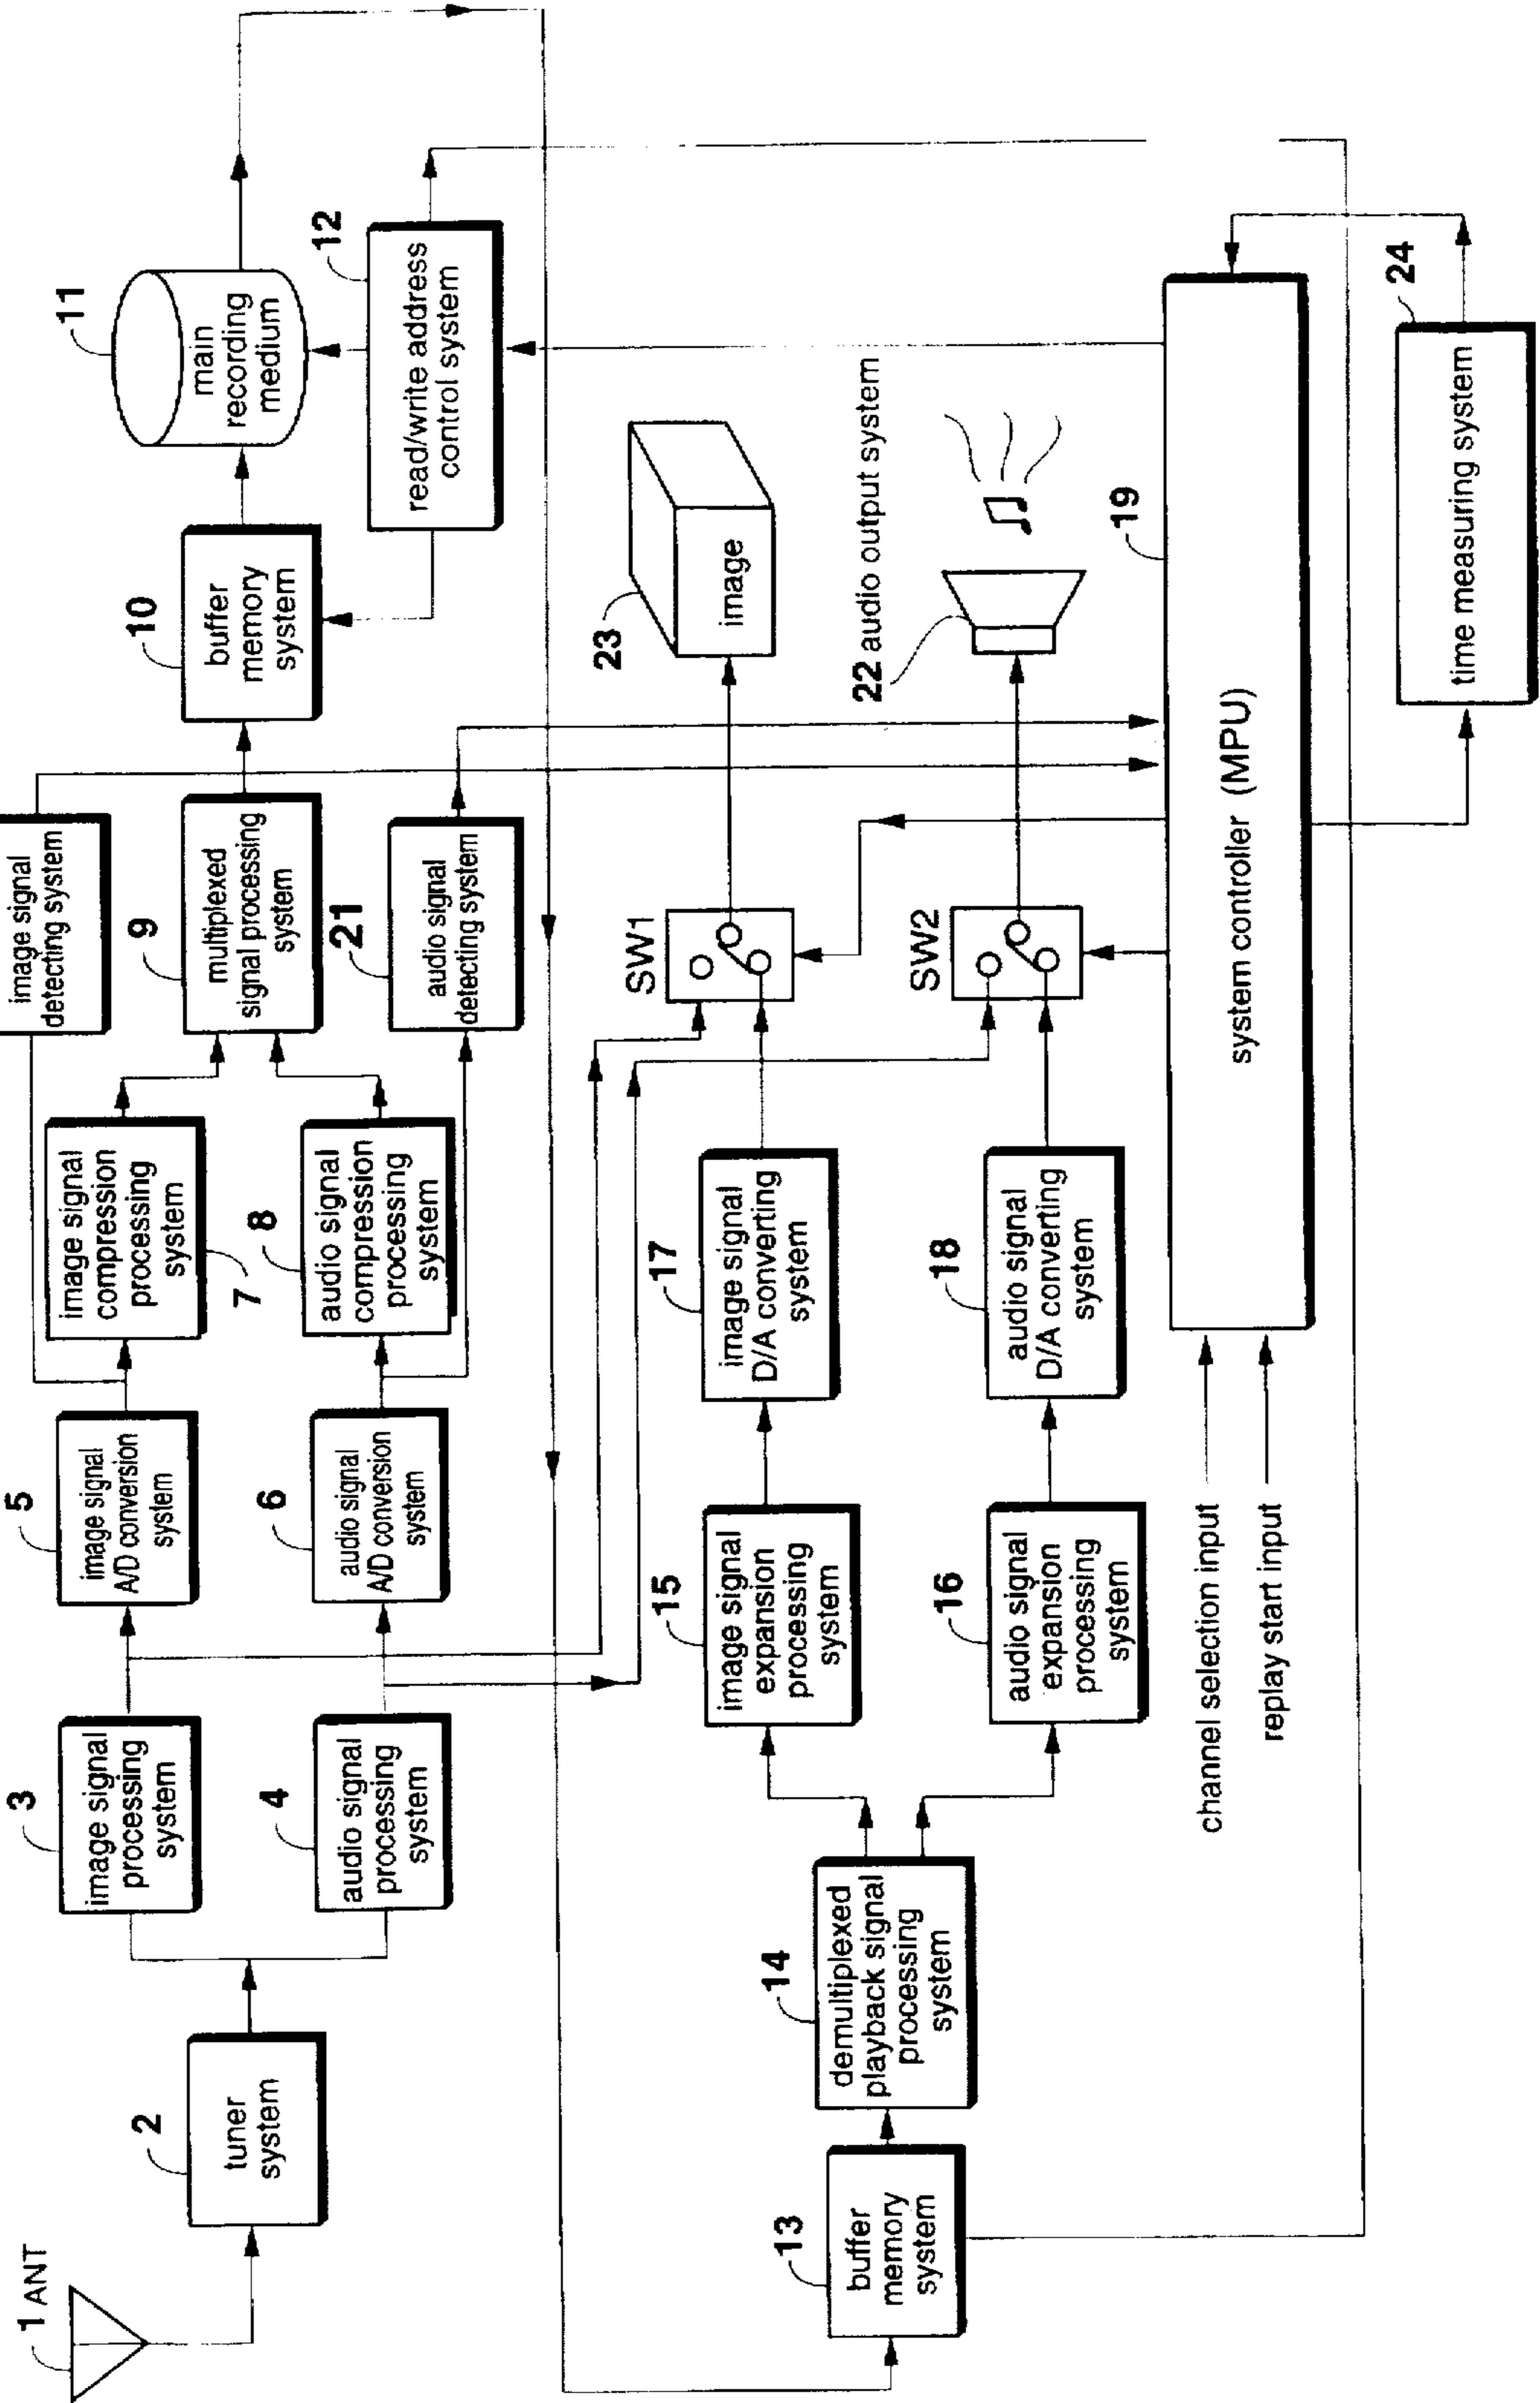 1 ANT
2
tuner
system
3
image signal
processing
system
4
audio signal
processing
system
5
image signal
A/D conversion
system
6
audio signal
A/D conversion
system
image signal
compression
processing
system
7
8
audio signal
compression
processing
system
image signal
detecting system
9
multiplexed
signal processing
system
21
audio signal
detecting system
10
buffer
memory
system
11
main
recording
medium
12
read/write address
control system
13
buffer
memory
system
14
demultiplexed
playback signal
processing
system
15
image signal
expansion
processing
system
16
audio signal
expansion
processing
system
17
image signal
D/A converting
system
18
audio signal
D/A converting
system
SW1
SW2
23
image
22 audio output system
channel selection input
replay start input
19
system controller (MPU)
24
time measuring system